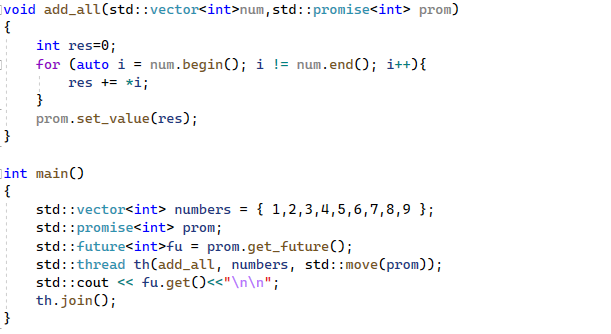 void add_all(std::vector<int>num,std::promise<int> prom)
{
    int res=0;
    for (auto i = num.begin(); i != num.end(); i++){
        res += *i;
    }
    prom.set_value(res);
}

int main()
{
    std::vector<int> numbers = { 1,2,3,4,5,6,7,8,9 };
    std::promise<int> prom;
    std::future<int>fu = prom.get_future();
    std::thread th(add_all, numbers, std::move(prom));
    std::cout << fu.get()<<"\n\n";
    th.join();
}